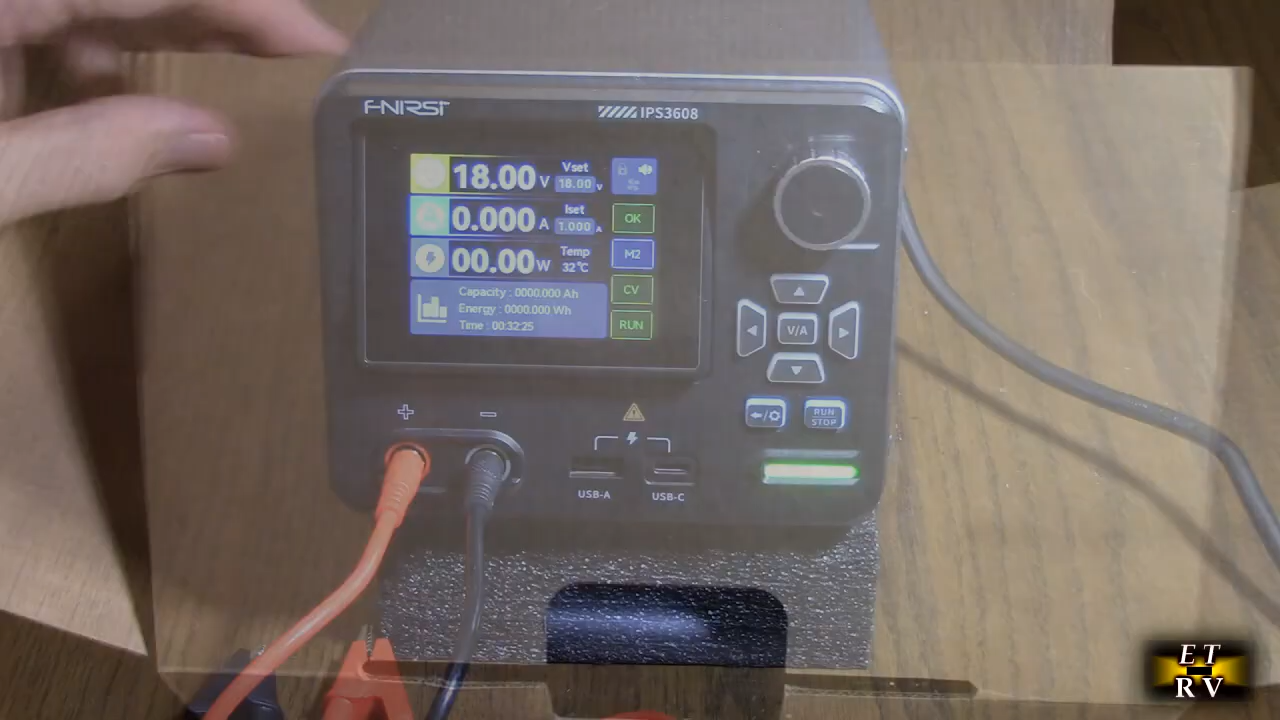 FNIRSI IPS3608
18.00 V Vset 18.00 V
0.000 A Iset 1.000 A
OK
00.00 W Temp 32°C
M2
Capacity : 0000.000 Ah
CV
Energy : 0000.000 Wh
Time : 00:32:25
RUN
V/A
RUN
STOP
+ −
USB-A USB-C
ET
RV